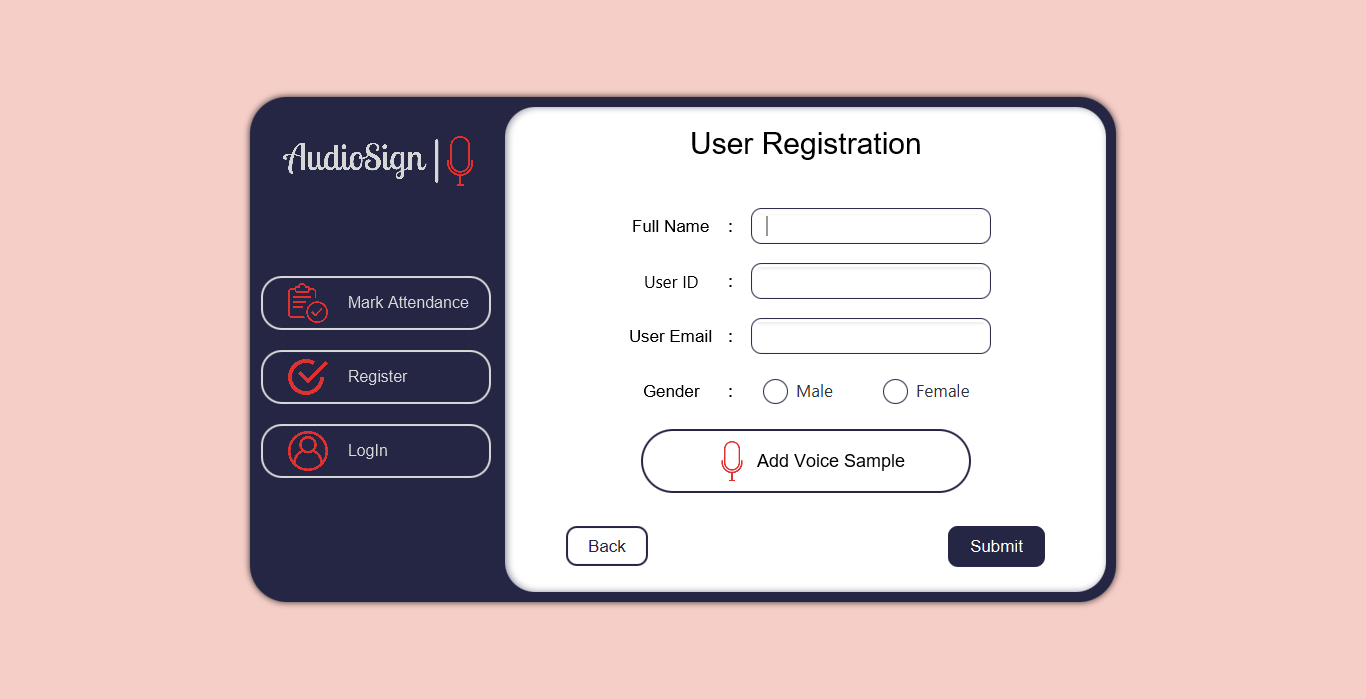 AudioSign
Mark Attendance
Register
LogIn
User Registration
Full Name :
User ID :
User Email :
Gender : Male Female
Add Voice Sample
Back Submit